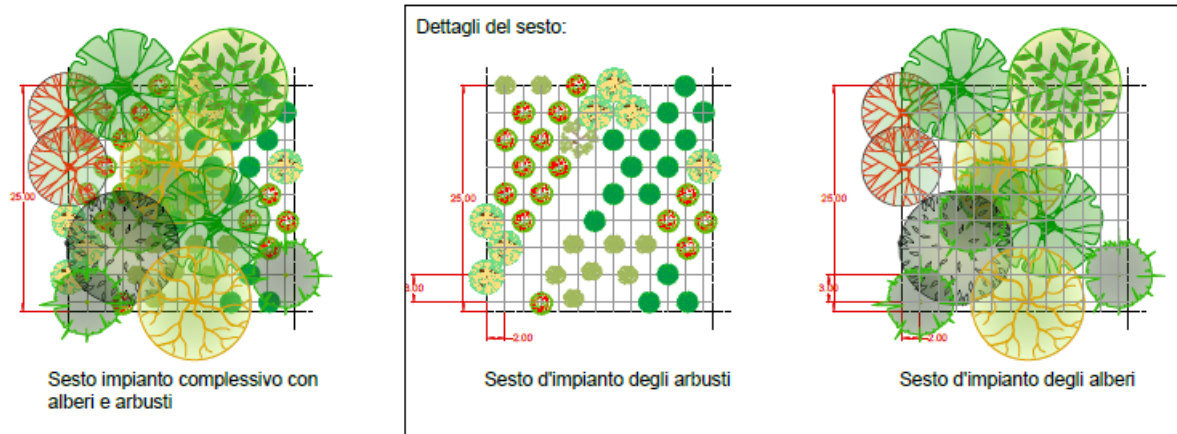 Dettagli del sesto:
25.00
25.00
3.00
2.00
25.00
3.00
2.00
Sesto impianto complessivo con
alberi e arbusti
Sesto d'impianto degli arbusti
Sesto d'impianto degli alberi